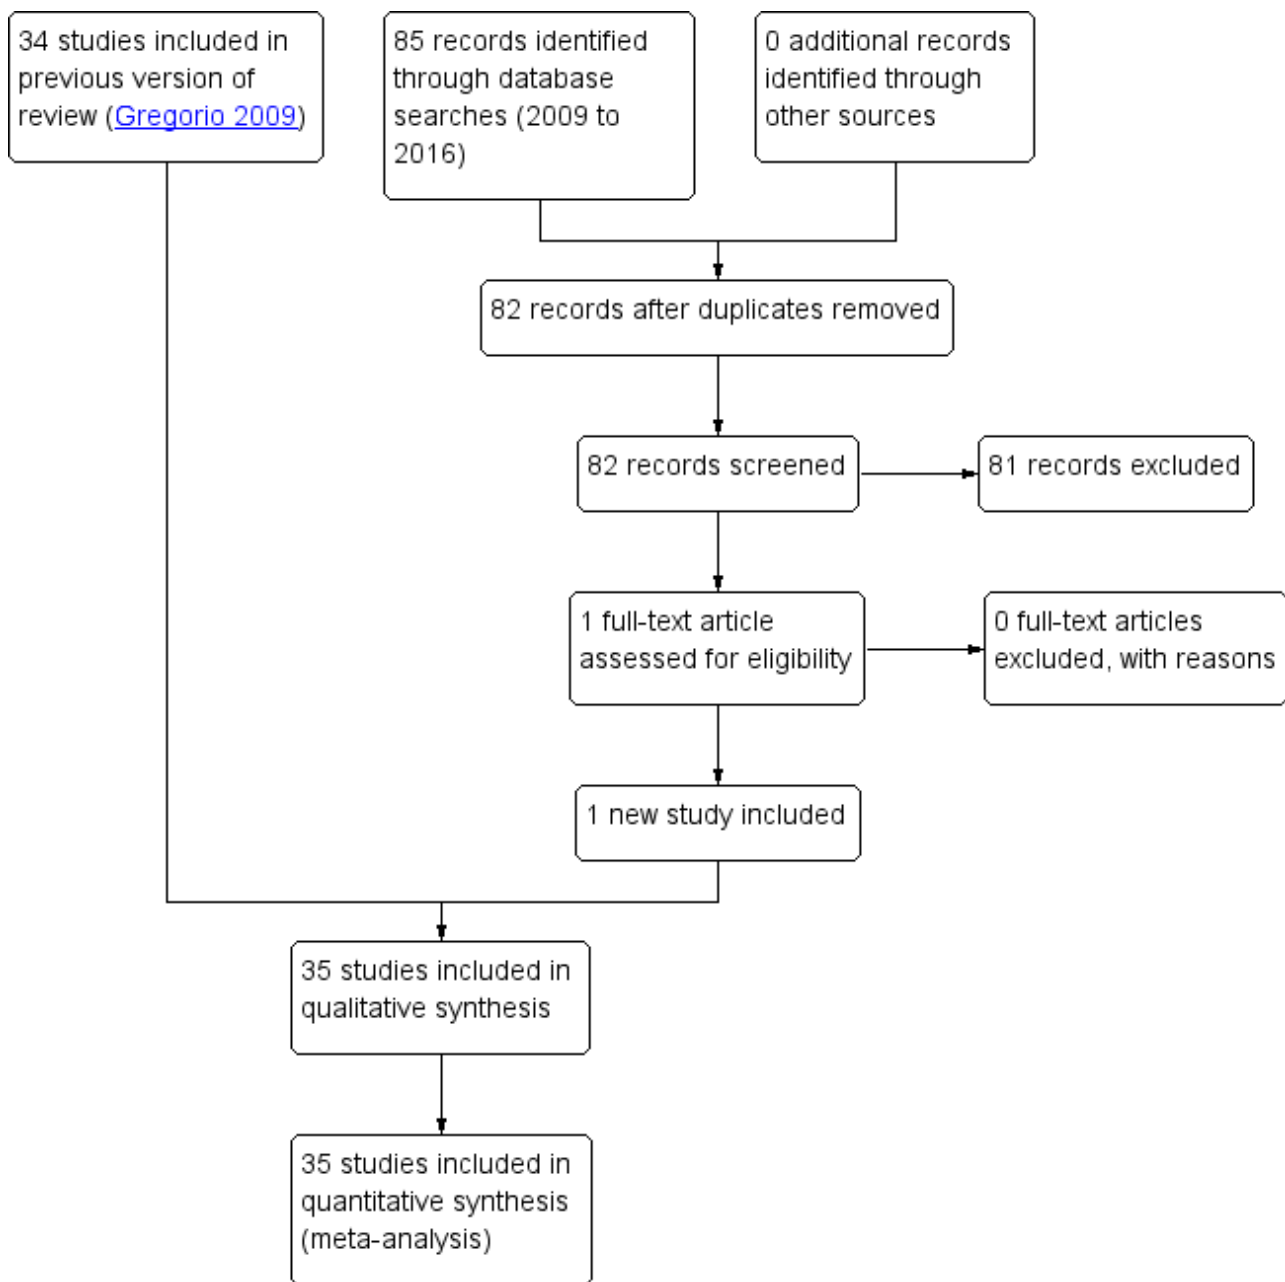 34 studies included in
previous version of
review (Gregorio 2009)
85 records identified
through database
searches (2009 to
2016)
0 additional records
identified through
other sources
82 records after duplicates removed
82 records screened
81 records excluded
1 full-text article
assessed for eligibility
0 full-text articles
excluded, with reasons
1 new study included
35 studies included in
qualitative synthesis
35 studies included in
quantitative synthesis
(meta-analysis)